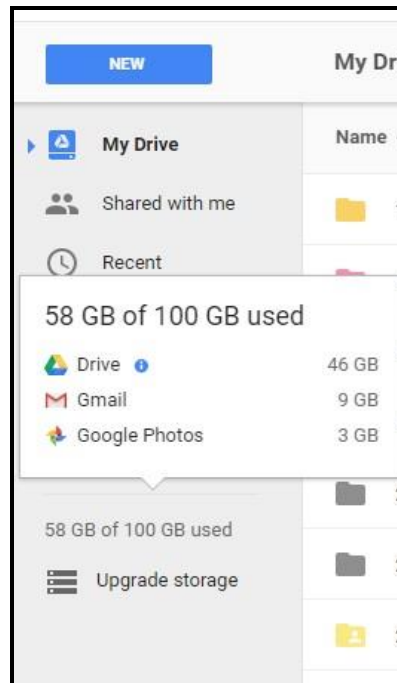 NEW
My Dr
My Drive
Name
Shared with me
Recent
58 GB of 100 GB used
Drive 46 GB
Gmail 9 GB
Google Photos 3 GB
58 GB of 100 GB used
Upgrade storage